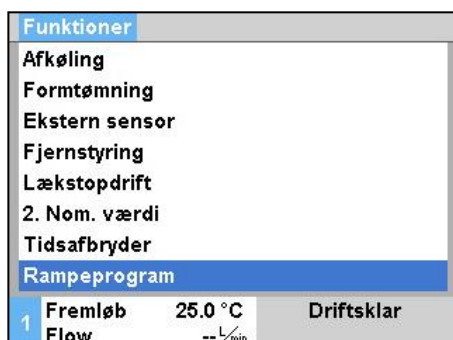 Funktioner
Afkøling
Formtømning
Ekstern sensor
Fjernstyring
Lækstopdrift
2. Nom. værdi
Tidsafbryder
Rampeprogram
1 Fremløb 25.0 °C Driftsklar
Flow -- L/min